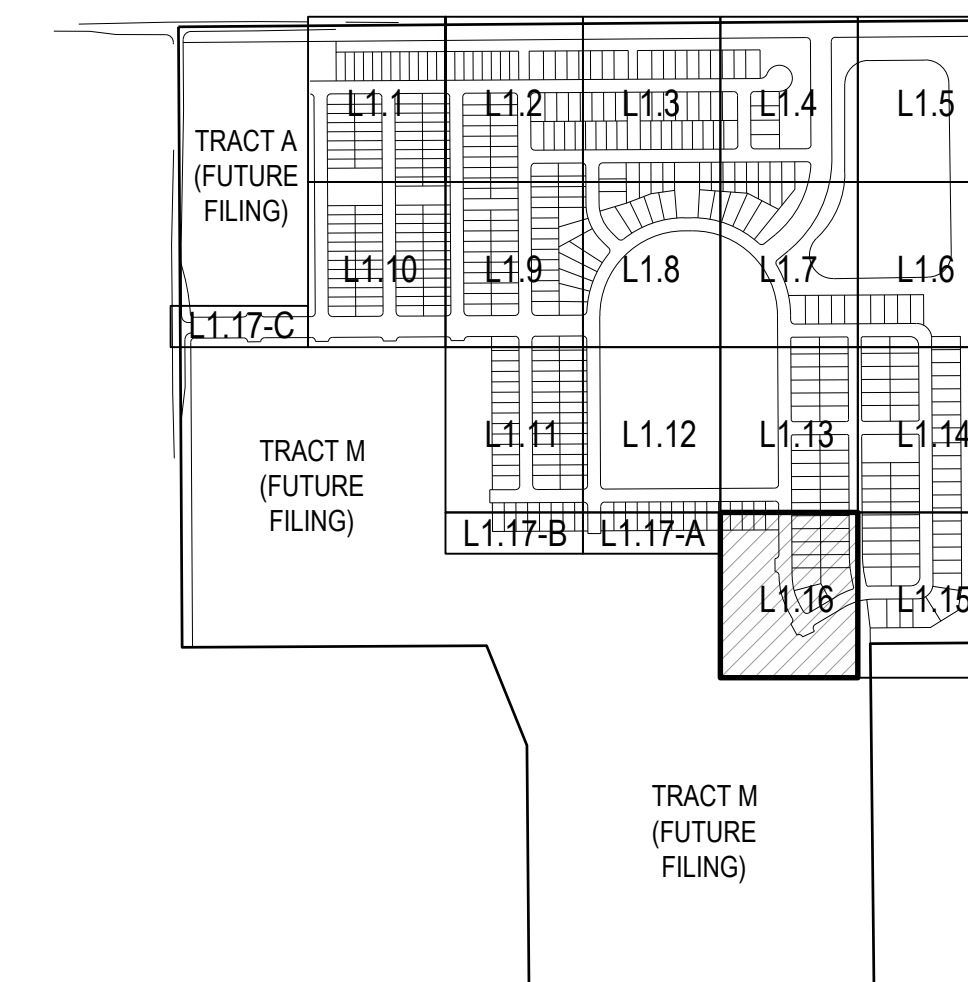 L1.1
L1.2
L1.3
L1.4
L1.5
TRACT A
(FUTURE
FILING)
L1.10
L1.9
L1.8
L1.7
L1.6
L1.17-C
L1.11
L1.12
L1.13
L1.14
TRACT M
(FUTURE
FILING)
L1.17-B
L1.17-A
L1.16
L1.15
TRACT M
(FUTURE
FILING)